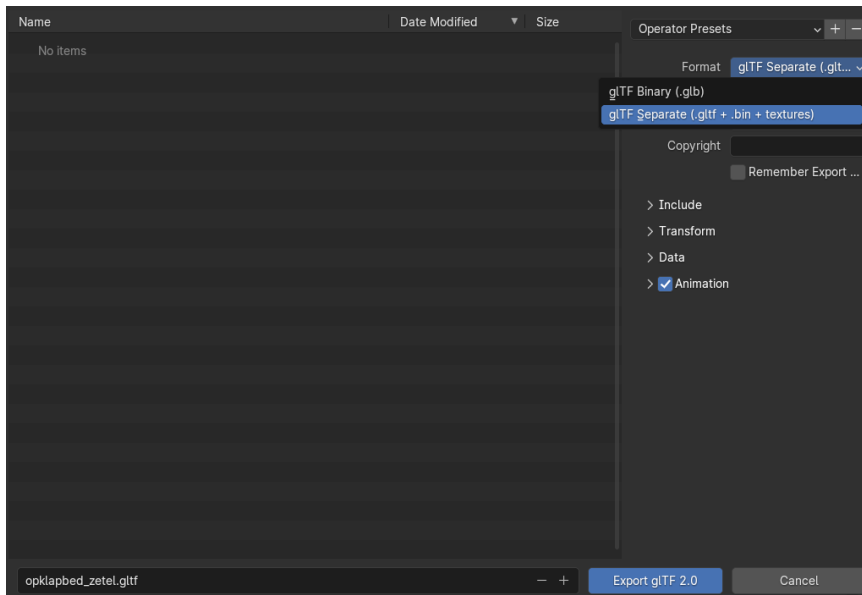 Name Date Modified ▼ Size
No items
Operator Presets
Format glTF Separate (.glt...
glTF Binary (.glb)
glTF Separate (.gltf + .bin + textures)
Copyright
Remember Export ...
Include
Transform
Data
Animation
opklapbed_zetel.gltf
Export glTF 2.0
Cancel